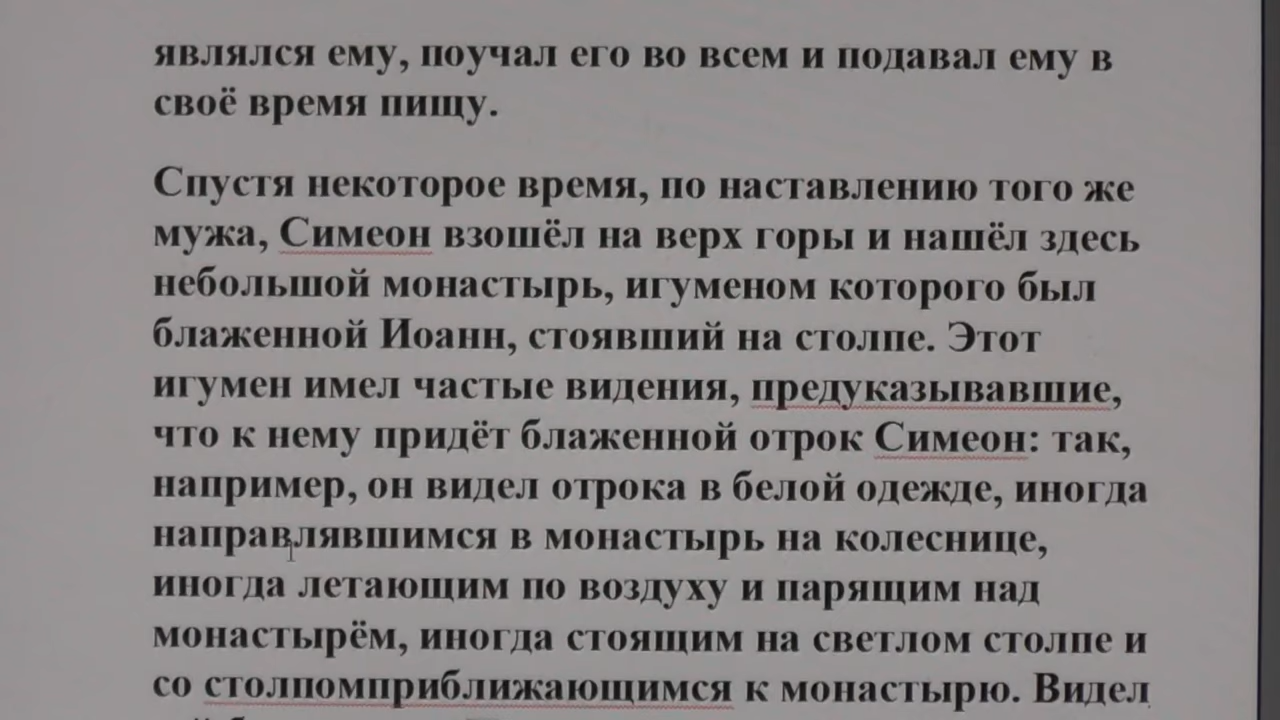 являлся ему, поучал его во всем и подавал ему в
своё время пищу.
Спустя некоторое время, по наставлению того же
мужа, Симеон взошёл на верх горы и нашёл здесь
небольшой монастырь, игуменом которого был
блаженной Иоанн, стоявший на столпе. Этот
игумен имел частые видения, предуказывавшие,
что к нему придёт блаженной отрок Симеон: так,
например, он видел отрока в белой одежде, иногда
направлявшимся в монастырь на колеснице,
иногда летающим по воздуху и парящим над
монастырём, иногда стоящим на светлом столпе и
со столпомприближающимся к монастырю. Видел